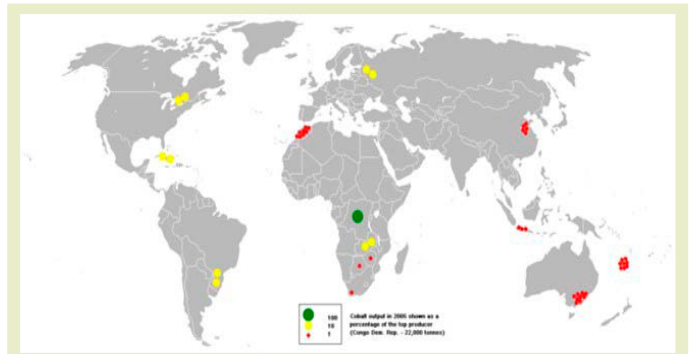 100 Cobalt output in 2006 shown as a
10 percentage of the top producer
1 (Congo Dem. Rep. - 22,000 tonnes)